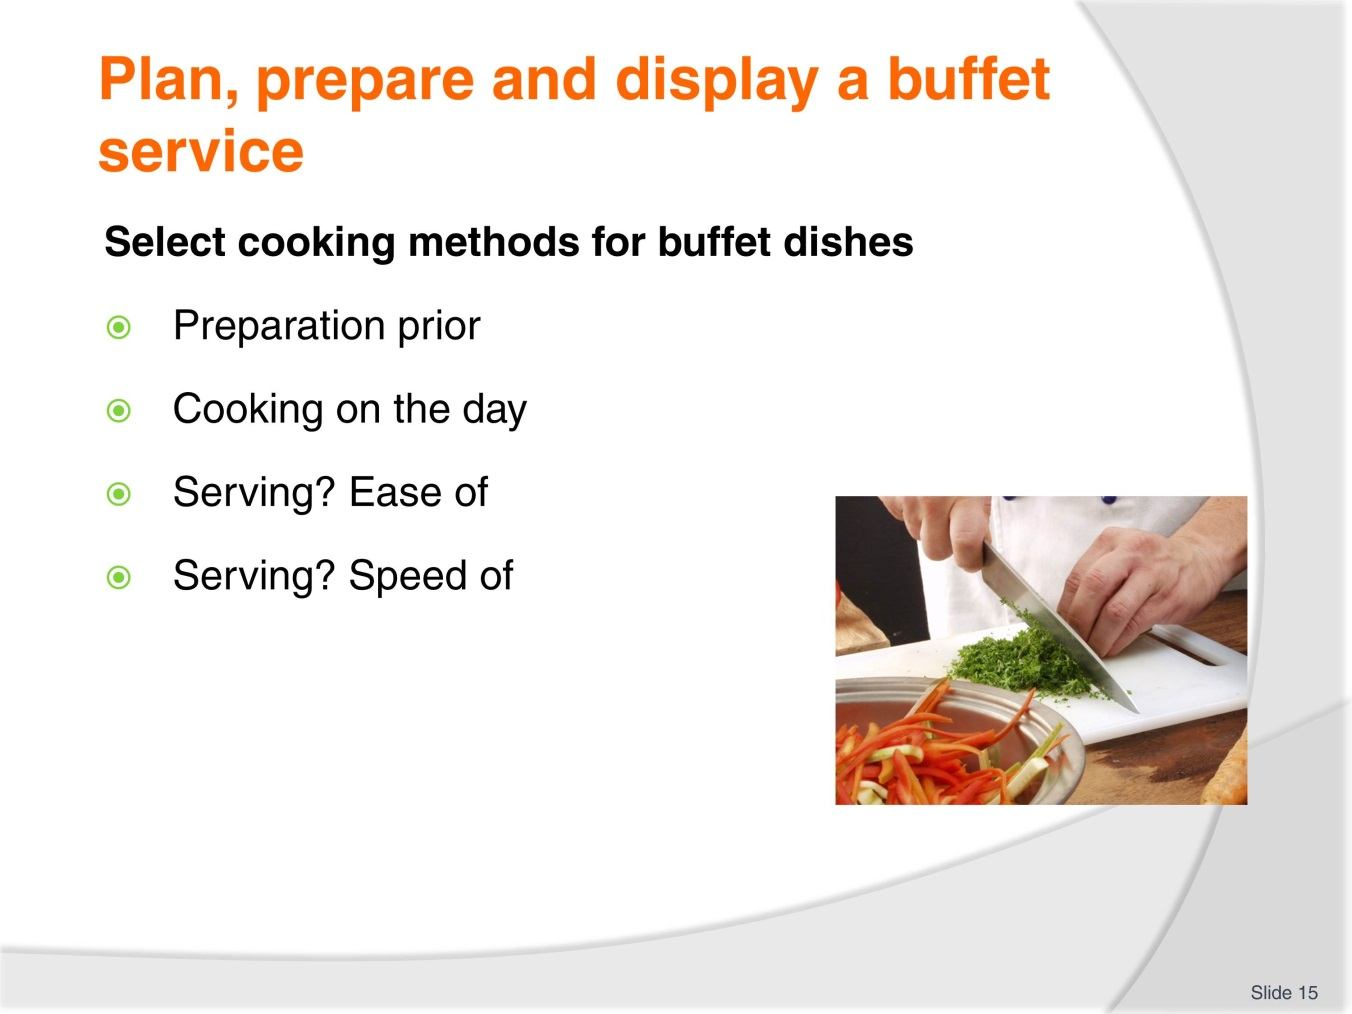 Plan, prepare and display a buffet
service
Select cooking methods for buffet dishes
Preparation prior
Cooking on the day
Serving? Ease of
Serving? Speed of
Slide 15